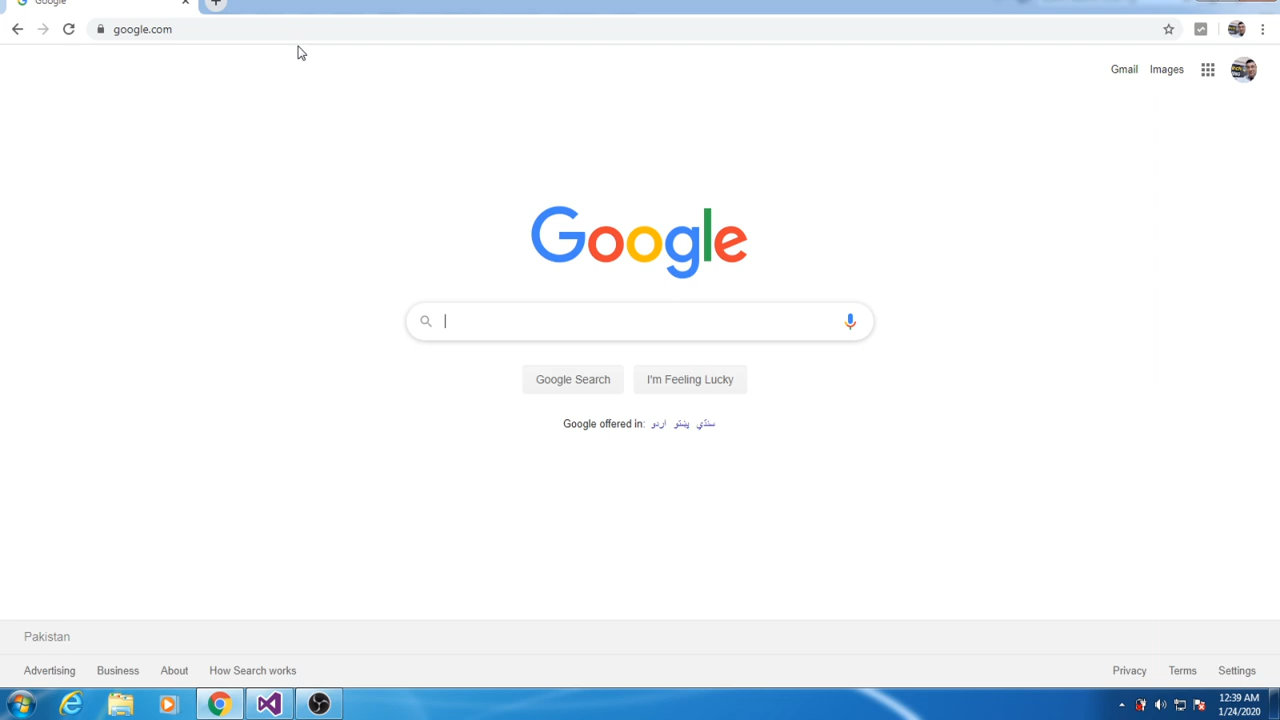 Google
google.com
Gmail Images
Google
Google Search I'm Feeling Lucky
Google offered in: اردو پښتو سنڌي
Pakistan
Advertising Business About How Search works Privacy Terms Settings
12:39 AM
1/24/2020